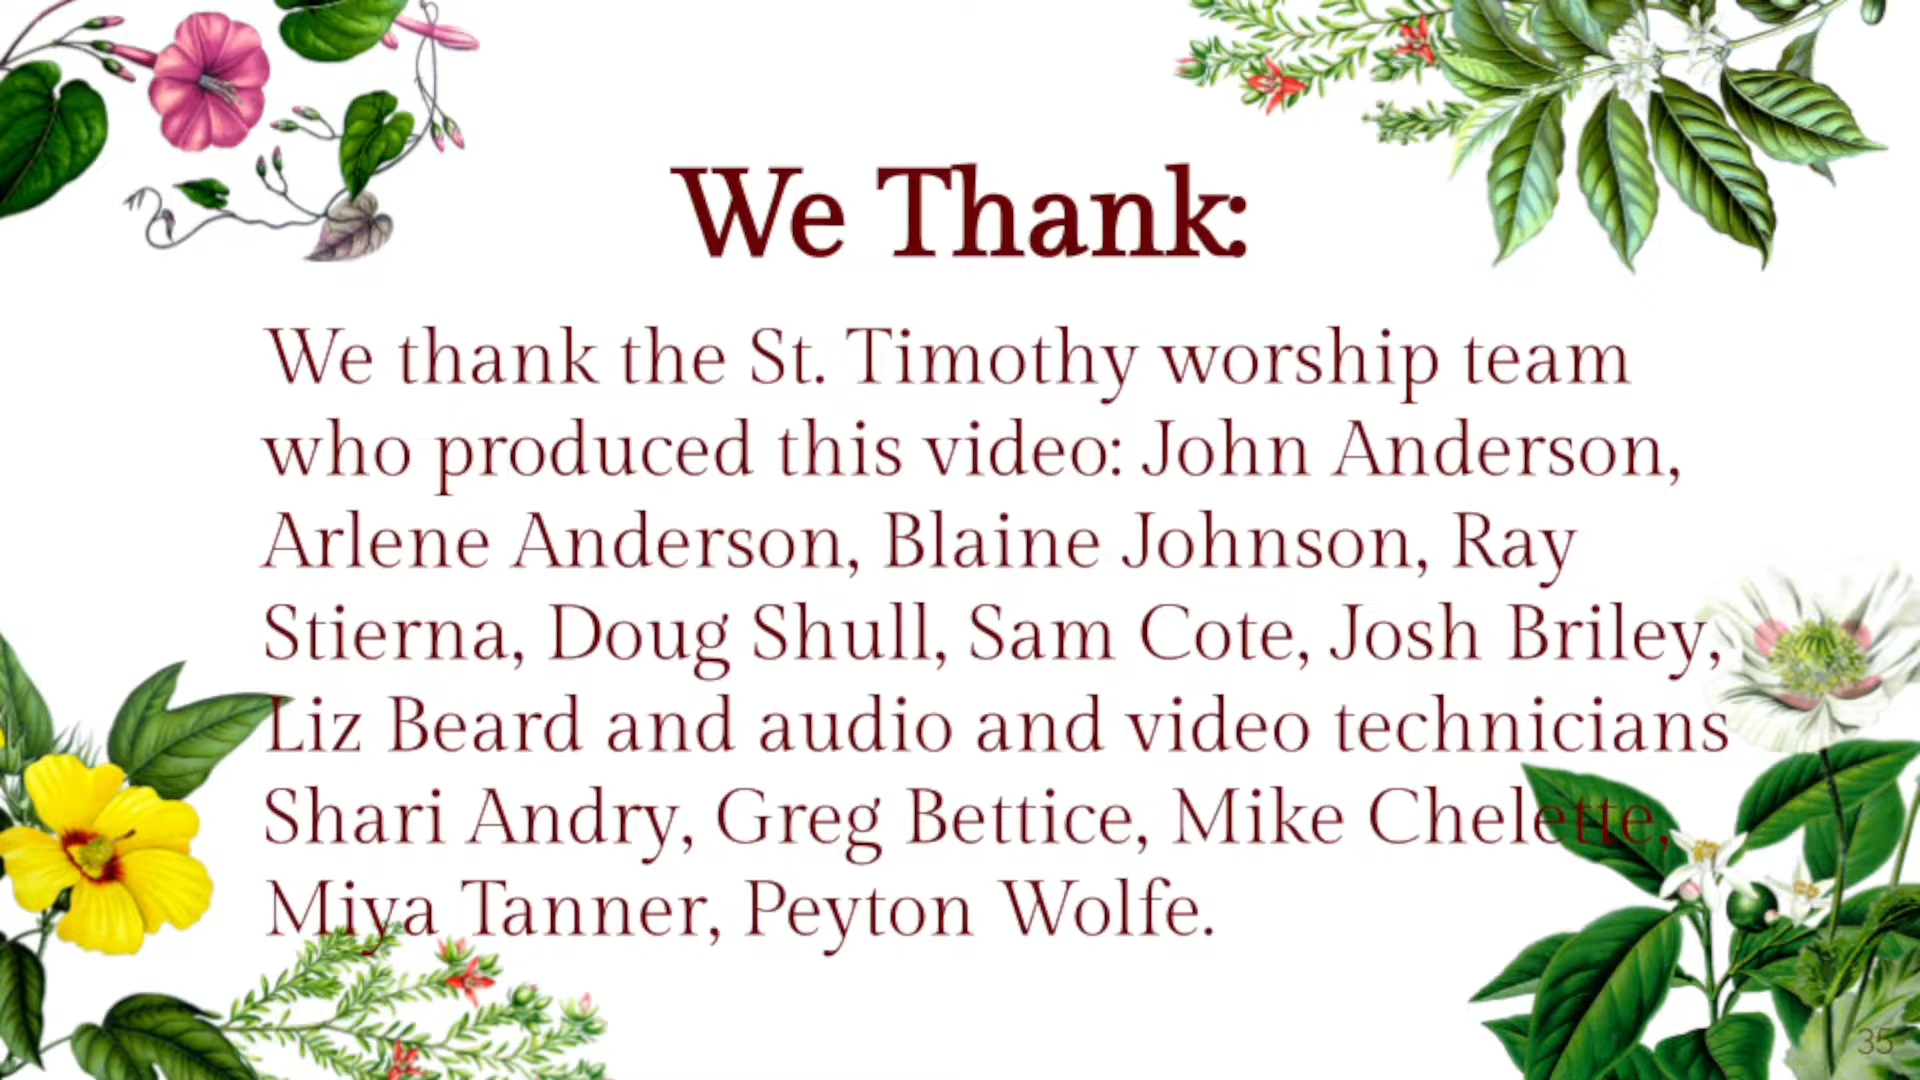 We Thank:
We thank the St. Timothy worship team
who produced this video: John Anderson,
Arlene Anderson, Blaine Johnson, Ray
Stierna, Doug Shull, Sam Cote, Josh Briley,
Liz Beard and audio and video technicians
Shari Andry, Greg Bettice, Mike Chelette,
Miya Tanner, Peyton Wolfe.
35